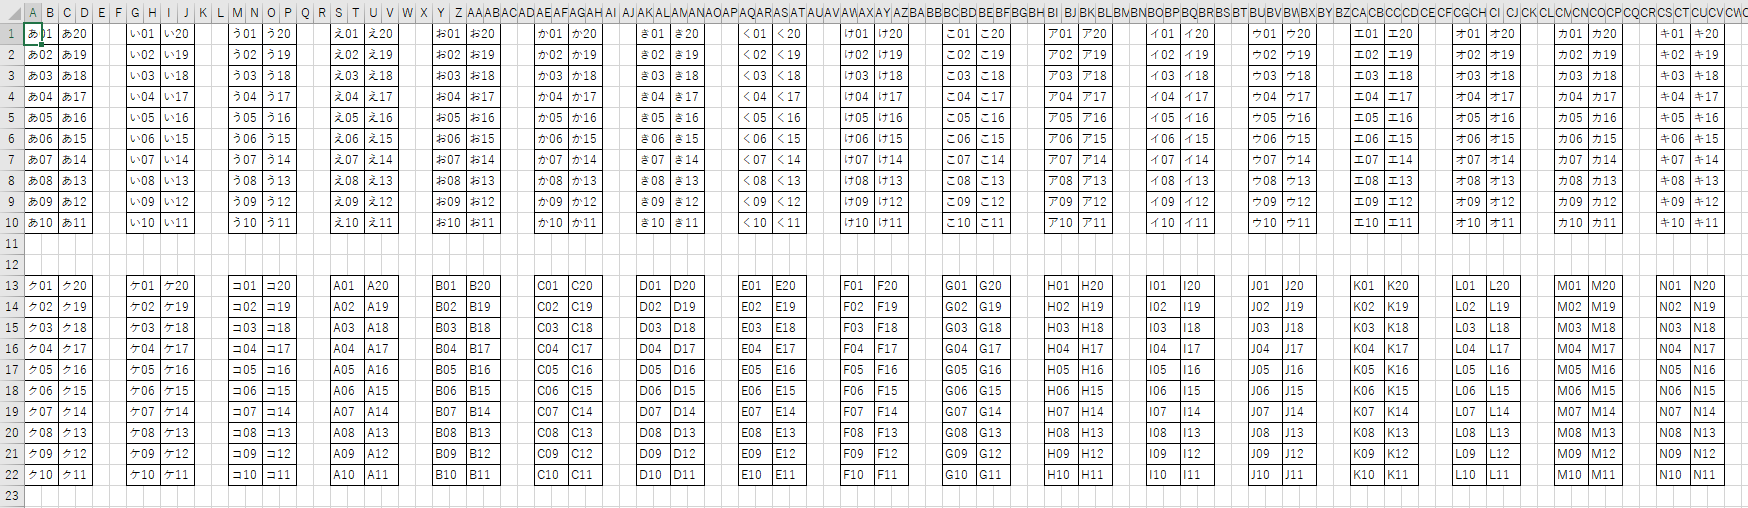 A B C D E F G H I J K L M N O P Q R S T U V W X Y Z AA AB AC AD AE AF AG AH AI AJ AK AL AM AN AO AP AQ AR AS AT AU AV AW AX AY AZ BA BB BC BD BE BF BG BH BI BJ BK BL BM BN BO BP BQ BR BS BT BU BV BW BX BY BZ CA CB CC CD CE CF CG CH CI CJ CK CL CM CN CO CP CQ CR CS CT CU CV CW
1 あ01 あ20 い01 い20 う01 う20 え01 え20 お01 お20 か01 か20 き01 き20 く01 く20 け01 け20 こ01 こ20 ア01 ア20 イ01 イ20 ウ01 ウ20 エ01 エ20 オ01 オ20 カ01 カ20 キ01 キ20
2 あ02 あ19 い02 い19 う02 う19 え02 え19 お02 お19 か02 か19 き02 き19 く02 く19 け02 け19 こ02 こ19 ア02 ア19 イ02 イ19 ウ02 ウ19 エ02 エ19 オ02 オ19 カ02 カ19 キ02 キ19
3 あ03 あ18 い03 い18 う03 う18 え03 え18 お03 お18 か03 か18 き03 き18 く03 く18 け03 け18 こ03 こ18 ア03 ア18 イ03 イ18 ウ03 ウ18 エ03 エ18 オ03 オ18 カ03 カ18 キ03 キ18
4 あ04 あ17 い04 い17 う04 う17 え04 え17 お04 お17 か04 か17 き04 き17 く04 く17 け04 け17 こ04 こ17 ア04 ア17 イ04 イ17 ウ04 ウ17 エ04 エ17 オ04 オ17 カ04 カ17 キ04 キ17
5 あ05 あ16 い05 い16 う05 う16 え05 え16 お05 お16 か05 か16 き05 き16 く05 く16 け05 け16 こ05 こ16 ア05 ア16 イ05 イ16 ウ05 ウ16 エ05 エ16 オ05 オ16 カ05 カ16 キ05 キ16
6 あ06 あ15 い06 い15 う06 う15 え06 え15 お06 お15 か06 か15 き06 き15 く06 く15 け06 け15 こ06 こ15 ア06 ア15 イ06 イ15 ウ06 ウ15 エ06 エ15 オ06 オ15 カ06 カ15 キ06 キ15
7 あ07 あ14 い07 い14 う07 う14 え07 え14 お07 お14 か07 か14 き07 き14 く07 く14 け07 け14 こ07 こ14 ア07 ア14 イ07 イ14 ウ07 ウ14 エ07 エ14 オ07 オ14 カ07 カ14 キ07 キ14
8 あ08 あ13 い08 い13 う08 う13 え08 え13 お08 お13 か08 か13 き08 き13 く08 く13 け08 け13 こ08 こ13 ア08 ア13 イ08 イ13 ウ08 ウ13 エ08 エ13 オ08 オ13 カ08 カ13 キ08 キ13
9 あ09 あ12 い09 い12 う09 う12 え09 え12 お09 お12 か09 か12 き09 き12 く09 く12 け09 け12 こ09 こ12 ア09 ア12 イ09 イ12 ウ09 ウ12 エ09 エ12 オ09 オ12 カ09 カ12 キ09 キ12
10 あ10 あ11 い10 い11 う10 う11 え10 え11 お10 お11 か10 か11 き10 き11 く10 く11 け10 け11 こ10 こ11 ア10 ア11 イ10 イ11 ウ10 ウ11 エ10 エ11 オ10 オ11 カ10 カ11 キ10 キ11
11
12
13 ク01 ク20 ケ01 ケ20 コ01 コ20 A01 A20 B01 B20 C01 C20 D01 D20 E01 E20 F01 F20 G01 G20 H01 H20 I01 I20 J01 J20 K01 K20 L01 L20 M01 M20 N01 N20
14 ク02 ク19 ケ02 ケ19 コ02 コ19 A02 A19 B02 B19 C02 C19 D02 D19 E02 E19 F02 F19 G02 G19 H02 H19 I02 I19 J02 J19 K02 K19 L02 L19 M02 M19 N02 N19
15 ク03 ク18 ケ03 ケ18 コ03 コ18 A03 A18 B03 B18 C03 C18 D03 D18 E03 E18 F03 F18 G03 G18 H03 H18 I03 I18 J03 J18 K03 K18 L03 L18 M03 M18 N03 N18
16 ク04 ク17 ケ04 ケ17 コ04 コ17 A04 A17 B04 B17 C04 C17 D04 D17 E04 E17 F04 F17 G04 G17 H04 H17 I04 I17 J04 J17 K04 K17 L04 L17 M04 M17 N04 N17
17 ク05 ク16 ケ05 ケ16 コ05 コ16 A05 A16 B05 B16 C05 C16 D05 D16 E05 E16 F05 F16 G05 G16 H05 H16 I05 I16 J05 J16 K05 K16 L05 L16 M05 M16 N05 N16
18 ク06 ク15 ケ06 ケ15 コ06 コ15 A06 A15 B06 B15 C06 C15 D06 D15 E06 E15 F06 F15 G06 G15 H06 H15 I06 I15 J06 J15 K06 K15 L06 L15 M06 M15 N06 N15
19 ク07 ク14 ケ07 ケ14 コ07 コ14 A07 A14 B07 B14 C07 C14 D07 D14 E07 E14 F07 F14 G07 G14 H07 H14 I07 I14 J07 J14 K07 K14 L07 L14 M07 M14 N07 N14
20 ク08 ク13 ケ08 ケ13 コ08 コ13 A08 A13 B08 B13 C08 C13 D08 D13 E08 E13 F08 F13 G08 G13 H08 H13 I08 I13 J08 J13 K08 K13 L08 L13 M08 M13 N08 N13
21 ク09 ク12 ケ09 ケ12 コ09 コ12 A09 A12 B09 B12 C09 C12 D09 D12 E09 E12 F09 F12 G09 G12 H09 H12 I09 I12 J09 J12 K09 K12 L09 L12 M09 M12 N09 N12
22 ク10 ク11 ケ10 ケ11 コ10 コ11 A10 A11 B10 B11 C10 C11 D10 D11 E10 E11 F10 F11 G10 G11 H10 H11 I10 I11 J10 J11 K10 K11 L10 L11 M10 M11 N10 N11
23